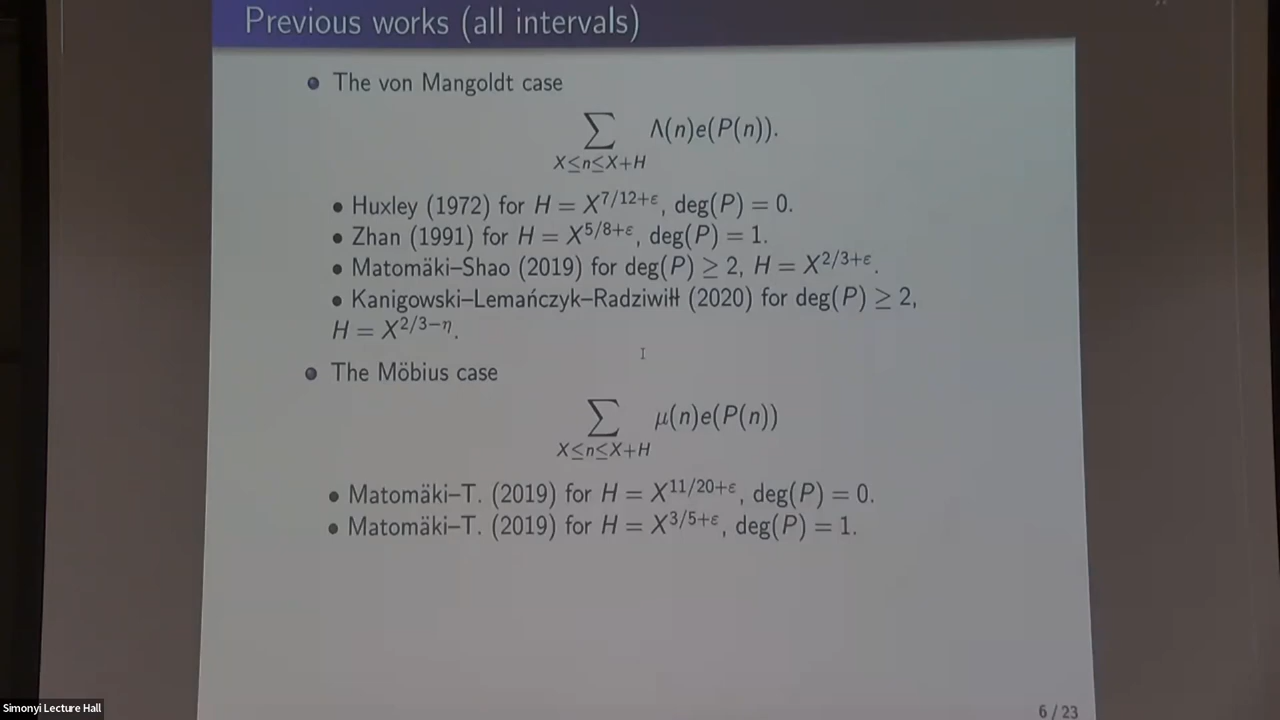 Previous works (all intervals)
The von Mangoldt case
∑ Λ(n)e(P(n)).
X≤n≤X+H
• Huxley (1972) for H = X^{7/12+ε}, deg(P) = 0.
• Zhan (1991) for H = X^{5/8+ε}, deg(P) = 1.
• Matomäki–Shao (2019) for deg(P) ≥ 2, H = X^{2/3+ε}.
• Kanigowski–Lemańczyk–Radziwiłł (2020) for deg(P) ≥ 2,
H = X^{2/3−η}.
The Möbius case
∑ μ(n)e(P(n))
X≤n≤X+H
• Matomäki–T. (2019) for H = X^{11/20+ε}, deg(P) = 0.
• Matomäki–T. (2019) for H = X^{3/5+ε}, deg(P) = 1.
6 / 23
Simonyi Lecture Hall